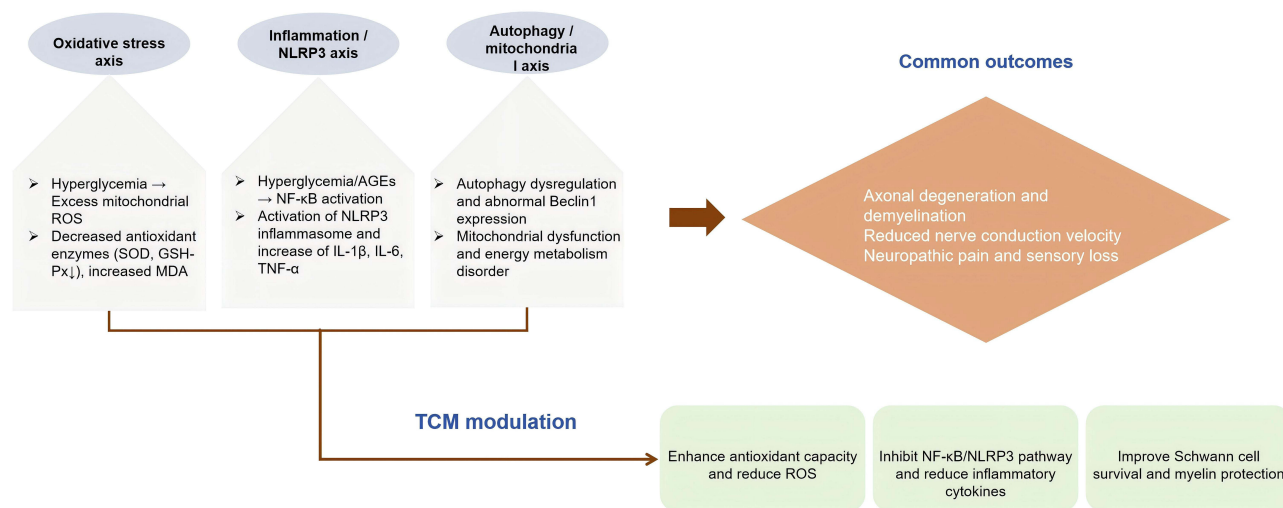 Oxidative stress
axis
Inflammation /
NLRP3 axis
Autophagy /
mitochondria
l axis
➢ Hyperglycemia →
Excess mitochondrial
ROS
➢ Decreased antioxidant
enzymes (SOD, GSH-
Px↓), increased MDA
➢ Hyperglycemia/AGEs
→ NF-κB activation
➢ Activation of NLRP3
inflammasome and
increase of IL-1β, IL-6,
TNF-α
➢ Autophagy dysregulation
and abnormal Beclin1
expression
➢ Mitochondrial dysfunction
and energy metabolism
disorder
Common outcomes
Axonal degeneration and
demyelination
Reduced nerve conduction velocity
Neuropathic pain and sensory loss
TCM modulation
Enhance antioxidant capacity
and reduce ROS
Inhibit NF-κB/NLRP3 pathway
and reduce inflammatory
cytokines
Improve Schwann cell
survival and myelin protection